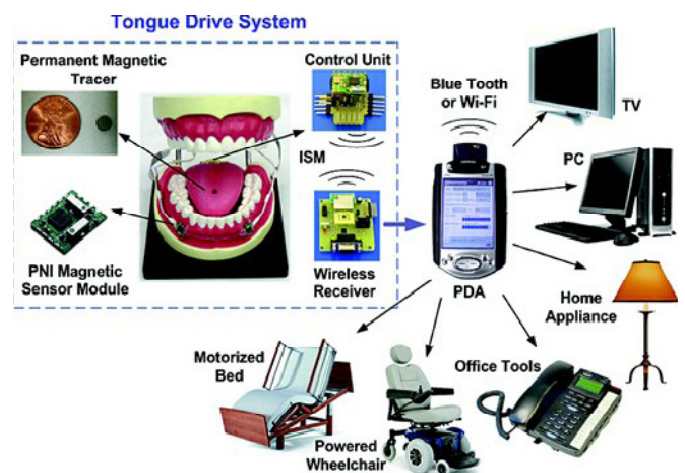 Tongue Drive System
Permanent Magnetic
Tracer
Control Unit
ISM
PNI Magnetic
Sensor Module
Wireless
Receiver
Blue Tooth
or Wi-Fi
PDA
TV
PC
Home
Appliance
Office Tools
Motorized
Bed
Powered
Wheelchair